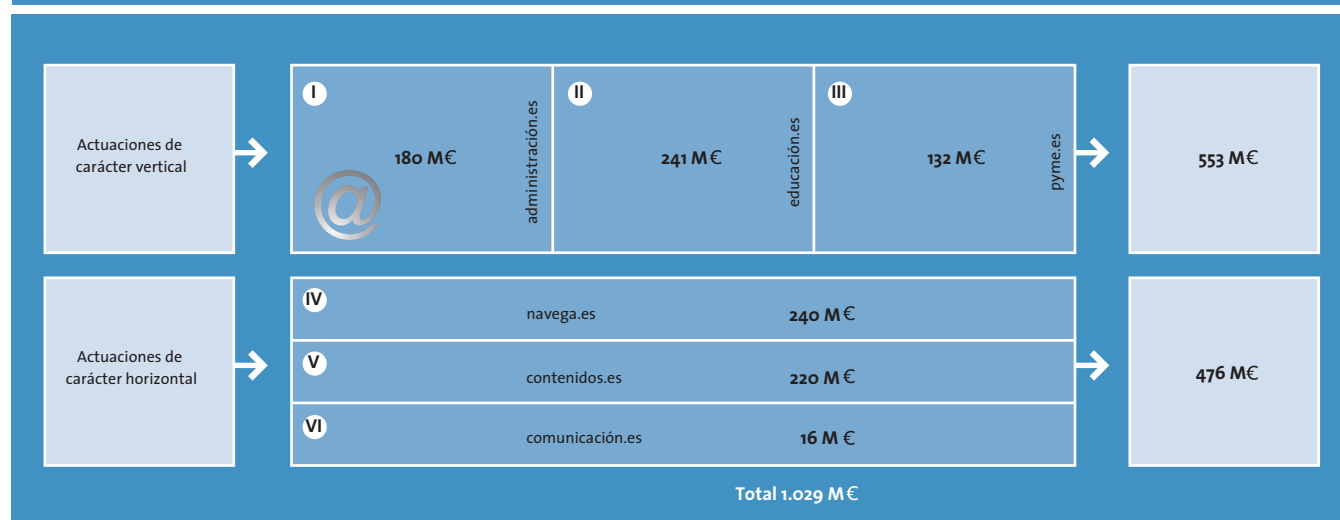 Actuaciones de
carácter vertical
I
180 M€
administración.es
II
241 M€
educación.es
III
132 M€
pyme.es
553 M€
@
Actuaciones de
carácter horizontal
IV
navega.es 240 M€
V
contenidos.es 220 M€
VI
comunicación.es 16 M €
476 M€
Total 1.029 M€